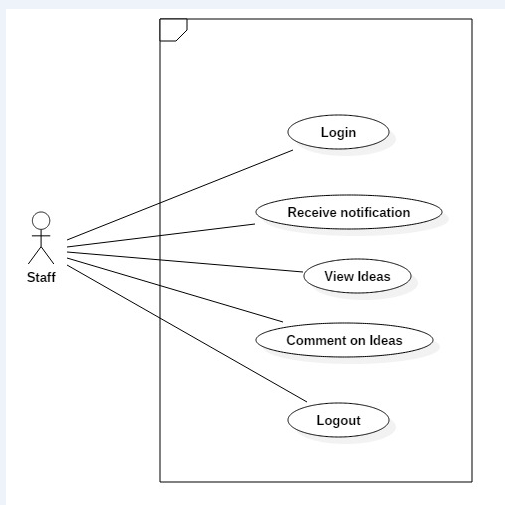 Login
Receive notification
View Ideas
Staff
Comment on Ideas
Logout